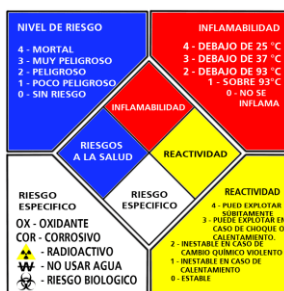 NIVEL DE RIESGO
4 - MORTAL
3 - MUY PELIGROSO
2 - PELIGROSO
1 - POCO PELIGROSO
0 - SIN RIESGO
INFLAMABILIDAD
4 - DEBAJO DE 25 °C
3 - DEBAJO DE 37 °C
2 - DEBAJO DE 93 °C
1 - SOBRE 93°C
0 - NO SE
INFLAMA
INFLAMABILIDAD
RIESGOS
A LA SALUD
REACTIVIDAD
RIESGO
ESPECIFICO
RIESGO
ESPECIFICO
OX - OXIDANTE
COR - CORROSIVO
- RADIOACTIVO
W - NO USAR AGUA
- RIESGO BIOLOGICO
REACTIVIDAD
4 - PUED EXPLOTAR
SÚBITAMENTE
3 - PUEDE EXPLOTAR EN
CASO DE CHOQUE O
CALENTAMIENTO.
2 - INESTABLE EN CASO DE
CAMBIO QUÍMICO VIOLENTO
1 - INESTABLE EN CASO DE
CALENTAMIENTO
0 - ESTABLE